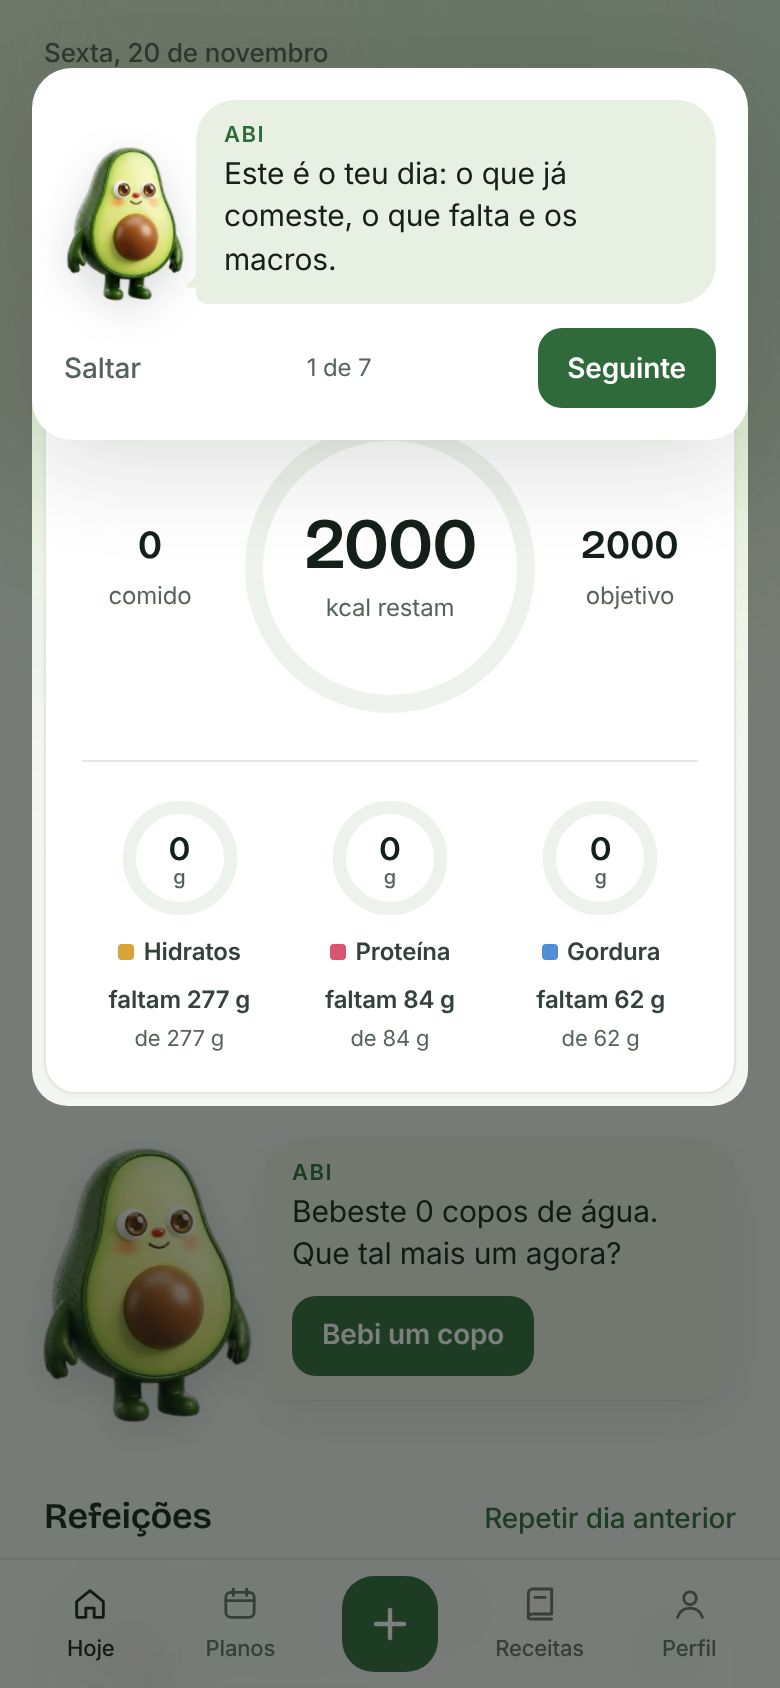 Sexta, 20 de novembro
ABI
Este é o teu dia: o que já
comeste, o que falta e os
macros.
Saltar
1 de 7
Seguinte
0
comido
2000
kcal restam
2000
objetivo
0
g
0
g
0
g
Hidratos
Proteína
Gordura
faltam 277 g
faltam 84 g
faltam 62 g
de 277 g
de 84 g
de 62 g
ABI
Bebeste 0 copos de água.
Que tal mais um agora?
Bebi um copo
Refeições
Repetir dia anterior
Hoje
Planos
Receitas
Perfil